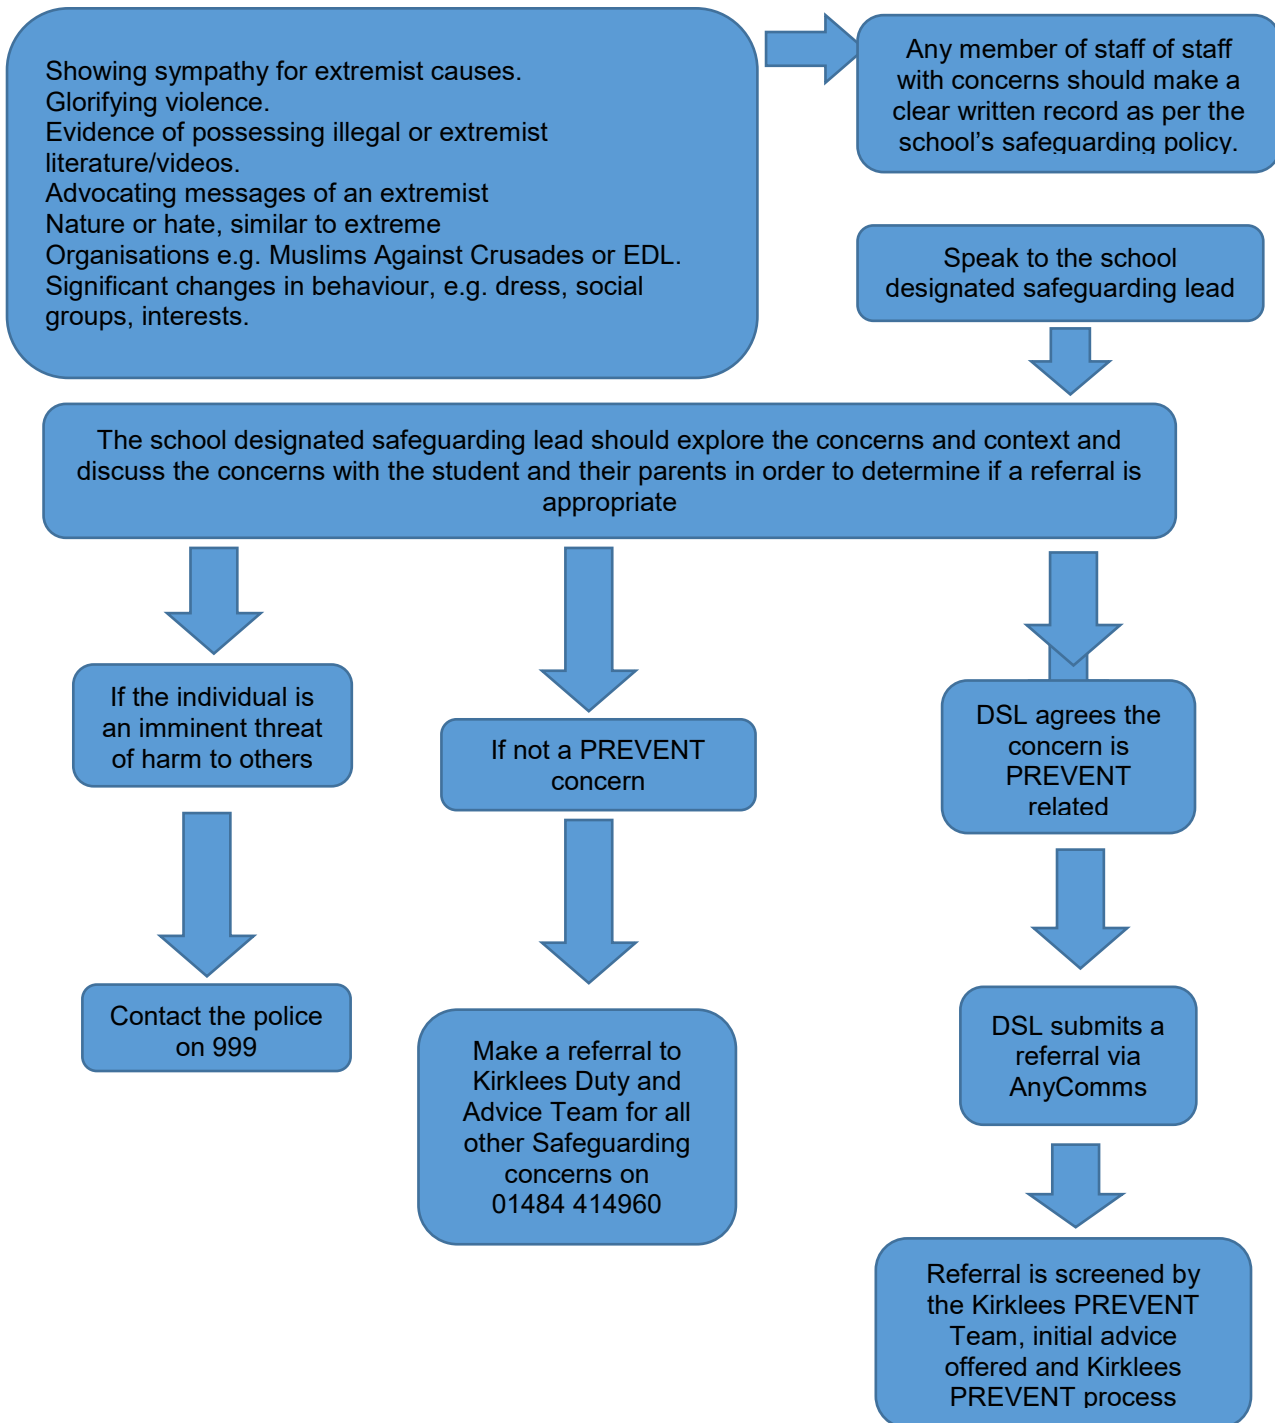 Showing sympathy for extremist causes.
Glorifying violence.
Evidence of possessing illegal or extremist
literature/videos.
Advocating messages of an extremist
Nature or hate, similar to extreme
Organisations e.g. Muslims Against Crusades or EDL.
Significant changes in behaviour, e.g. dress, social
groups, interests.
Any member of staff of staff
with concerns should make a
clear written record as per the
school’s safeguarding policy.
Speak to the school
designated safeguarding lead
The school designated safeguarding lead should explore the concerns and context and
discuss the concerns with the student and their parents in order to determine if a referral is
appropriate
If the individual is
an imminent threat
of harm to others
Contact the police
on 999
If not a PREVENT
concern
Make a referral to
Kirklees Duty and
Advice Team for all
other Safeguarding
concerns on
01484 414960
DSL agrees the
concern is
PREVENT
related
DSL submits a
referral via
AnyComms
Referral is screened by
the Kirklees PREVENT
Team, initial advice
offered and Kirklees
PREVENT process